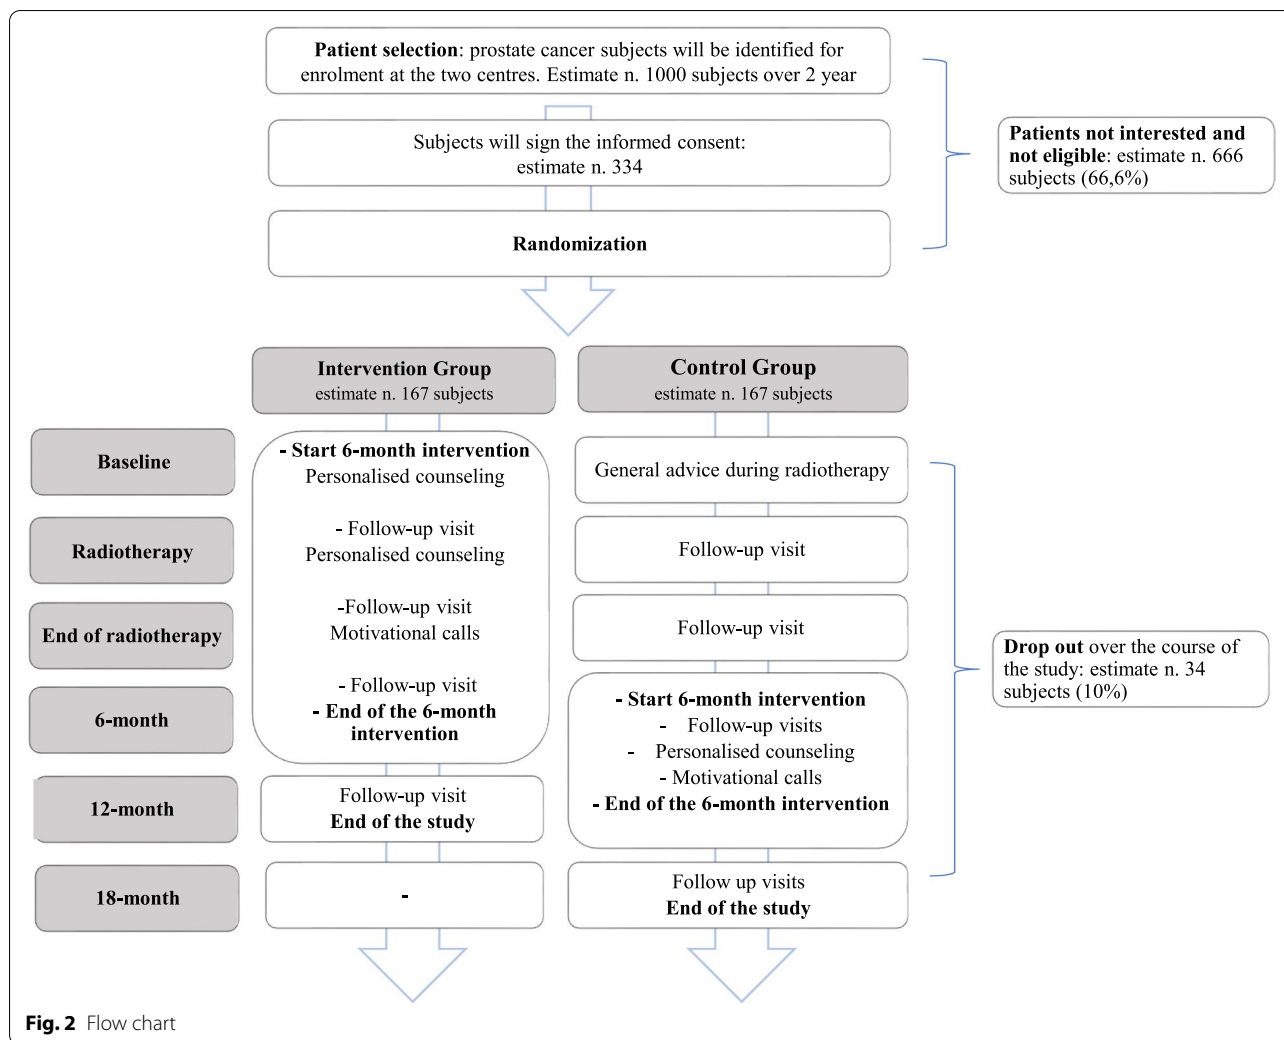 Patient selection: prostate cancer subjects will be identified for
enrolment at the two centres. Estimate n. 1000 subjects over 2 year
Subjects will sign the informed consent:
estimate n. 334
Patients not interested and
not eligible: estimate n. 666
subjects (66,6%)
Randomization
Intervention Group
estimate n. 167 subjects
Control Group
estimate n. 167 subjects
Baseline
- Start 6-month intervention
Personalised counseling
General advice during radiotherapy
Radiotherapy
- Follow-up visit
Personalised counseling
Follow-up visit
End of radiotherapy
-Follow-up visit
Motivational calls
Follow-up visit
Drop out over the course of
the study: estimate n. 34
subjects (10%)
6-month
- Follow-up visit
- End of the 6-month
intervention
- Start 6-month intervention
- Follow-up visits
- Personalised counseling
- Motivational calls
- End of the 6-month intervention
12-month
Follow-up visit
End of the study
18-month
-
Follow up visits
End of the study
Fig. 2 Flow chart